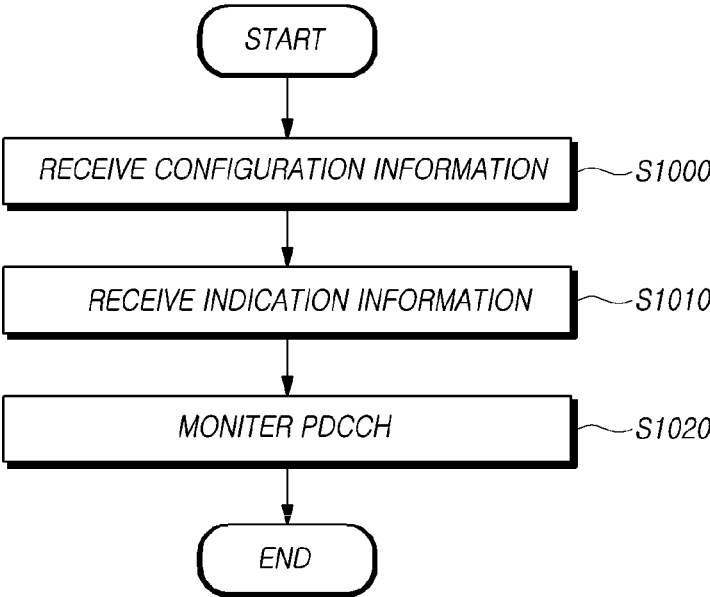 START
RECEIVE CONFIGURATION INFORMATION
S1000
RECEIVE INDICATION INFORMATION
S1010
MONITER PDCCH
S1020
END